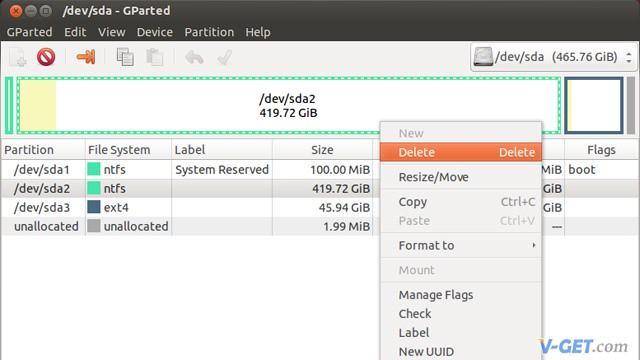 /dev/sda - GParted
GParted Edit View Device Partition Help
/dev/sda (465.76 GiB)
/dev/sda2
419.72 GiB
Partition File System Label Size Flags
/dev/sda1 ntfs System Reserved 100.00 MiB MiB boot
/dev/sda2 ntfs 419.72 GiB GiB
/dev/sda3 ext4 45.94 GiB GiB
unallocated unallocated 1.99 MiB ---
New
Delete Delete
Resize/Move
Copy Ctrl+C
Paste Ctrl+V
Format to
Mount
Manage Flags
Check
Label
New UUID
V-GET.com